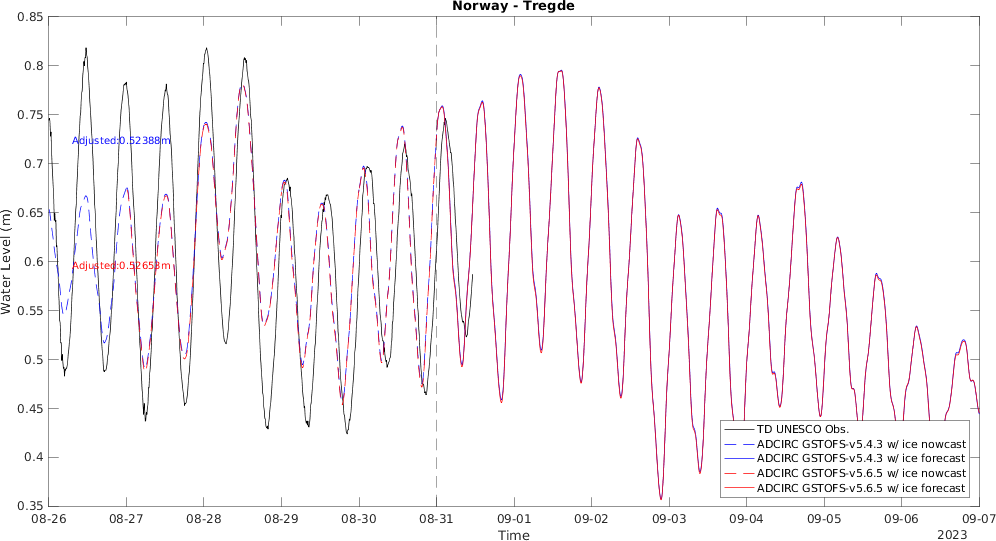 Norway - Tregde
0.85
0.8
0.75
0.7
0.65
0.6
0.55
0.5
0.45
0.4
0.35
Water Level (m)
Adjusted:0.52388m
Adjusted:0.52653m
TD UNESCO Obs.
ADCIRC GSTOFS-v5.4.3 w/ ice nowcast
ADCIRC GSTOFS-v5.4.3 w/ ice forecast
ADCIRC GSTOFS-v5.6.5 w/ ice nowcast
ADCIRC GSTOFS-v5.6.5 w/ ice forecast
08-26 08-27 08-28 08-29 08-30 08-31 09-01 09-02 09-03 09-04 09-05 09-06 09-07
Time
2023